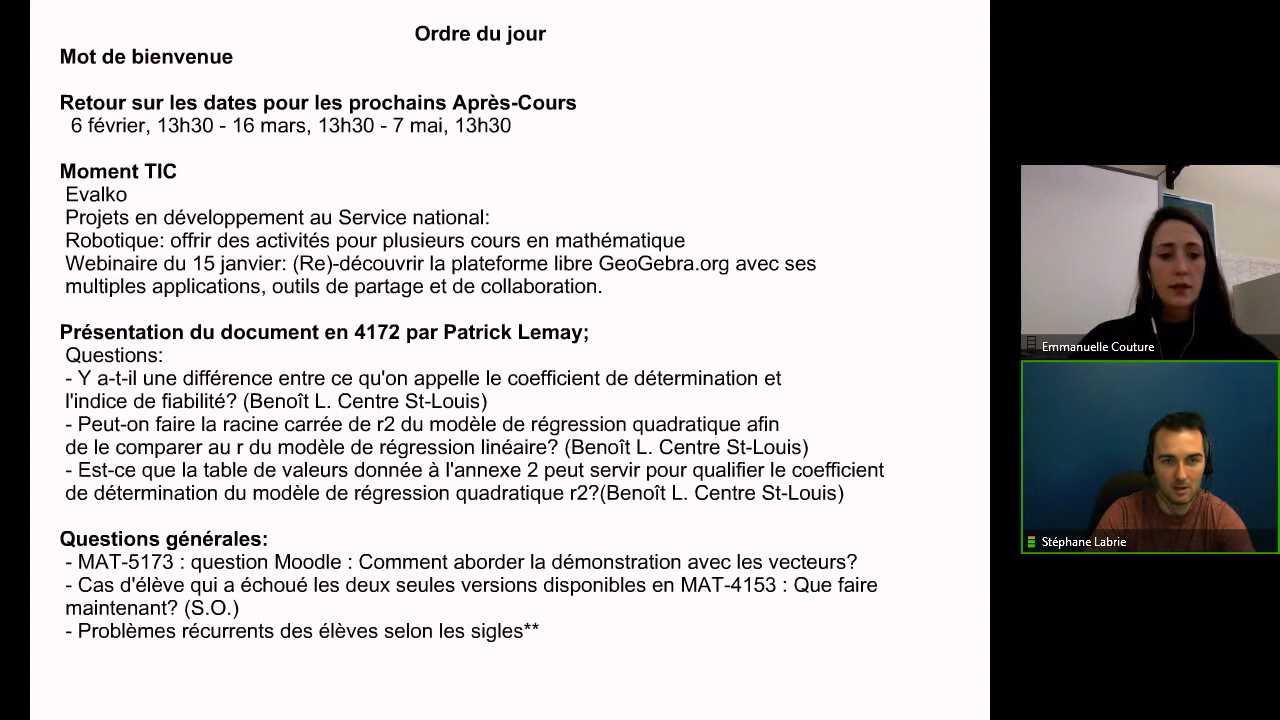 Ordre du jour
Mot de bienvenue
Retour sur les dates pour les prochains Après-Cours
6 février, 13h30 - 16 mars, 13h30 - 7 mai, 13h30
Moment TIC
Evalko
Projets en développement au Service national:
Robotique: offrir des activités pour plusieurs cours en mathématique
Webinaire du 15 janvier: (Re)-découvrir la plateforme libre GeoGebra.org avec ses
multiples applications, outils de partage et de collaboration.
Présentation du document en 4172 par Patrick Lemay;
Questions:
- Y a-t-il une différence entre ce qu'on appelle le coefficient de détermination et
l'indice de fiabilité? (Benoît L. Centre St-Louis)
- Peut-on faire la racine carrée de r2 du modèle de régression quadratique afin
de le comparer au r du modèle de régression linéaire? (Benoît L. Centre St-Louis)
- Est-ce que la table de valeurs donnée à l'annexe 2 peut servir pour qualifier le coefficient
de détermination du modèle de régression quadratique r2?(Benoît L. Centre St-Louis)
Questions générales:
- MAT-5173 : question Moodle : Comment aborder la démonstration avec les vecteurs?
- Cas d'élève qui a échoué les deux seules versions disponibles en MAT-4153 : Que faire
maintenant? (S.O.)
- Problèmes récurrents des élèves selon les sigles**
Emmanuelle Couture
Stéphane Labrie